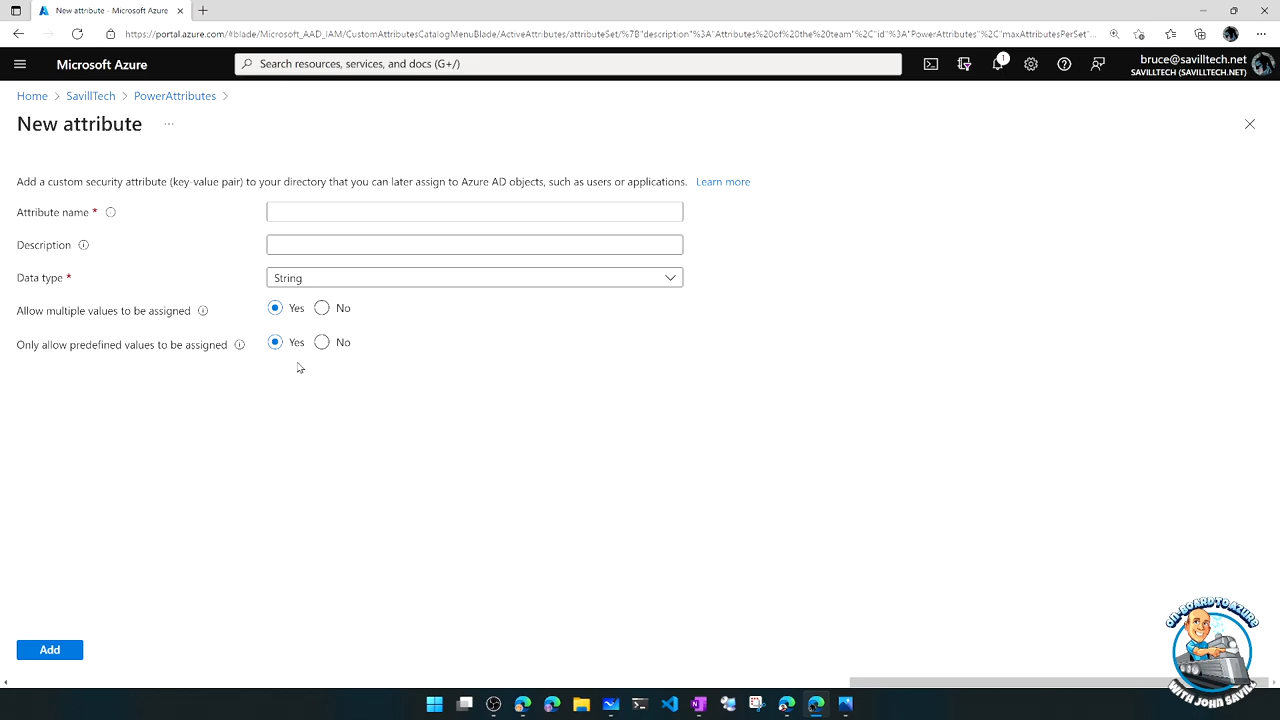 New attribute - Microsoft Azure
https://portal.azure.com/#blade/Microsoft_AAD_IAM/CustomAttributesCatalogMenuBlade/ActiveAttributes/attributeSet/%7B"description"%3A"Attributes%20of%20the%20team"%2C"id"%3A"PowerAttributes"%2C"maxAttributesPerSet"...
Microsoft Azure
Search resources, services, and docs (G+/)
1
bruce@savilltech.net
SAVILLTECH (SAVILLTECH.NET)
Home > SavillTech > PowerAttributes >
New attribute ...
Add a custom security attribute (key-value pair) to your directory that you can later assign to Azure AD objects, such as users or applications. Learn more
Attribute name *
Description
Data type * String
Allow multiple values to be assigned Yes No
Only allow predefined values to be assigned Yes No
Add
ON-BOARD TO AZURE
WITH JOHN SAVILL